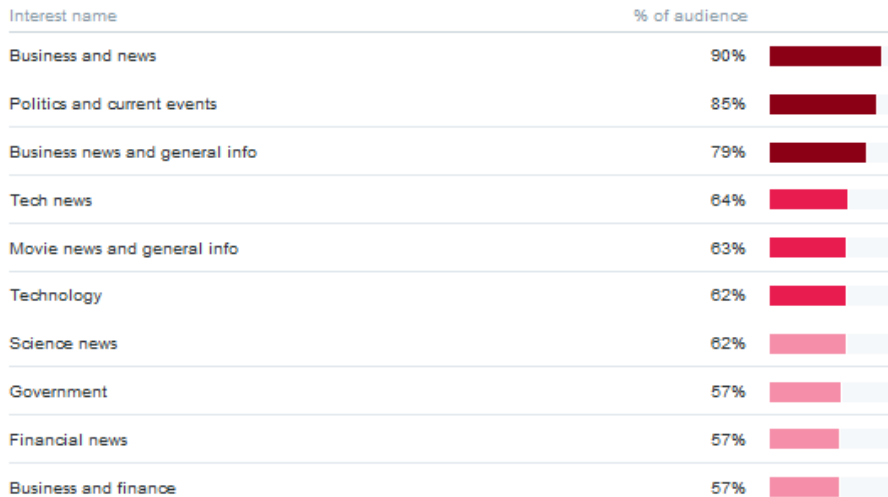 Interest name % of audience
Business and news 90%
Politics and current events 85%
Business news and general info 79%
Tech news 64%
Movie news and general info 63%
Technology 62%
Science news 62%
Government 57%
Financial news 57%
Business and finance 57%